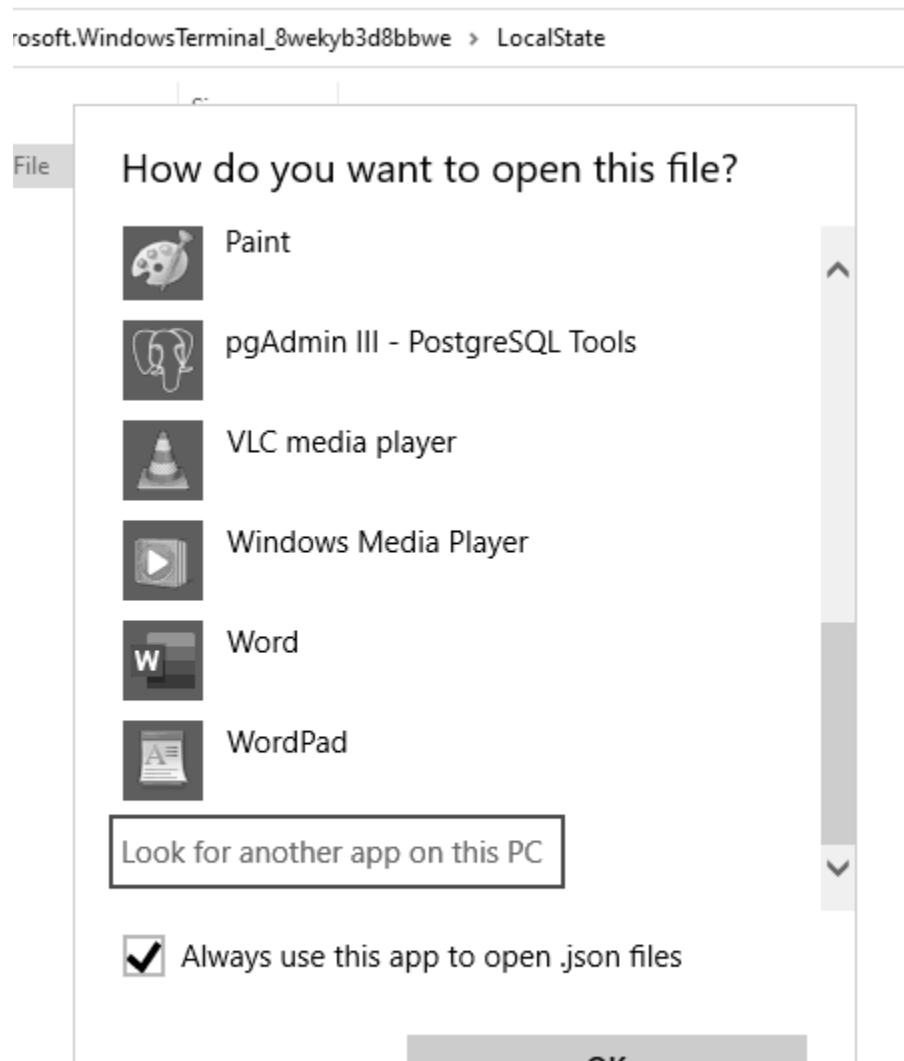 rosoft.WindowsTerminal_8wekyb3d8bbwe > LocalState
File
How do you want to open this file?
Paint
pgAdmin III - PostgreSQL Tools
VLC media player
Windows Media Player
W
Word
A
WordPad
Look for another app on this PC
Always use this app to open .json files
OK